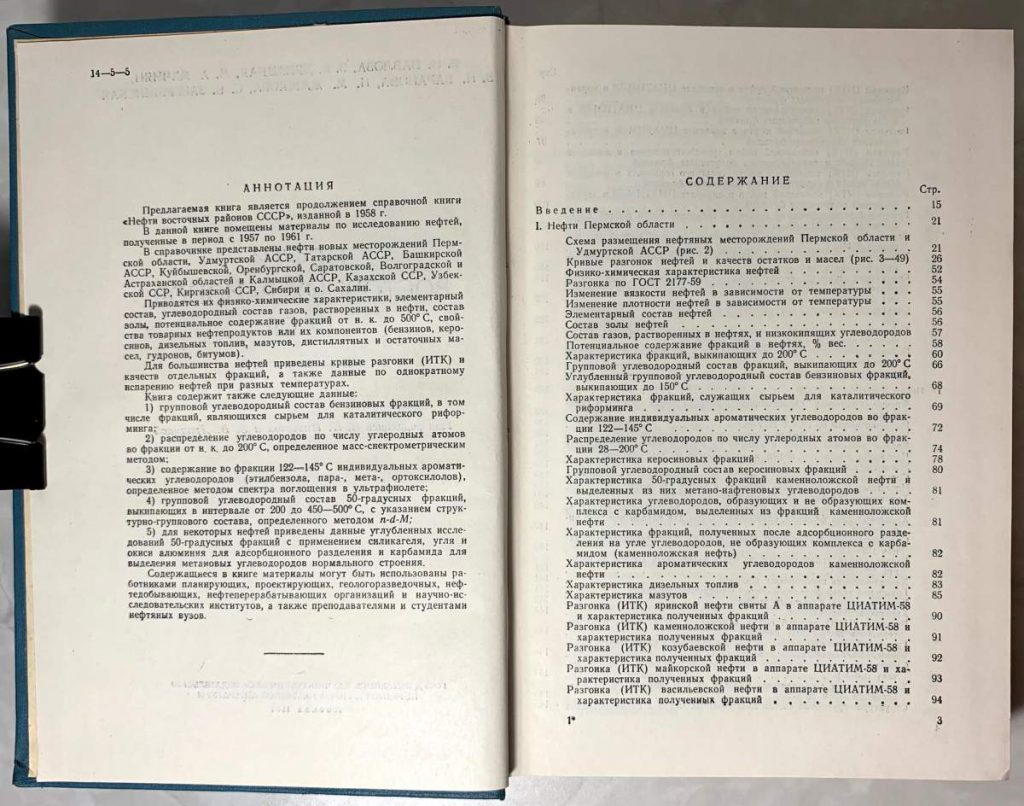 14—5—5
АННОТАЦИЯ
Предлагаемая книга является продолжением справочной книги
«Нефти восточных районов СССР», изданной в 1958 г.
В данной книге помещены материалы по исследованию нефтей,
полученные в период с 1957 по 1961 г.
В справочнике представлены нефти новых месторождений Перм-
ской области, Удмуртской АССР, Татарской АССР, Башкирской
АССР, Куйбышевской, Оренбургской, Саратовской, Волгоградской и
Астраханской областей и Калмыцкой АССР, Казахской ССР, Узбек-
ской ССР, Киргизской ССР, Сибири и о. Сахалин.
Приводятся их физико-химические характеристики, элементарный
состав, углеводородный состав газов, растворенных в нефти, состав
золы, потенциальное содержание фракций от н. к. до 500°С, свой-
ства товарных нефтепродуктов или их компонентов (бензинов, керо-
синов, дизельных топлив, мазутов, дистиллятных и остаточных ма-
сел, гудронов, битумов).
Для большинства нефтей приведены кривые разгонки (ИТК) и
качеств отдельных фракций, а также данные по однократному
испарению нефтей при разных температурах.
Книга содержит также следующие данные:
1) групповой углеводородный состав бензиновых фракций, в том
числе фракций, являющихся сырьем для каталитического рифор-
минга;
2) распределение углеводородов по числу углеродных атомов
во фракции от н. к. до 200°С, определенное масс-спектрометрическим
методом;
3) содержание во фракции 122—145°С индивидуальных аромати-
ческих углеводородов (этилбензола, пара-, мета-, ортоксилолов),
определенное методом спектра поглощения в ультрафиолете;
4) групповой углеводородный состав 50-градусных фракций,
выкипающих в интервале от 200 до 450—500°С, с указанием струк-
турно-группового состава, определенного методом n-d-M;
5) для некоторых нефтей приведены данные углубленных иссле-
дований 50-градусных фракций с применением силикагеля, угля и
окиси алюминия для адсорбционного разделения и карбамида для
выделения метановых углеводородов нормального строения.
Содержащиеся в книге материалы могут быть использованы ра-
ботниками планирующих, проектирующих, геологоразведочных, неф-
тедобывающих, нефтеперерабатывающих организаций и научно-ис-
следовательских институтов, а также преподавателями и студентами
нефтяных вузов.
СОДЕРЖАНИЕ
Стр.
Введение . . . . . . . . . . . . . . . . . . . 15
I. Нефти Пермской области . . . . . . . . . . . . . . 21
Схема размещения нефтяных месторождений Пермской области и
Удмуртской АССР (рис. 2) . . . . . . . . . . . . . 21
Кривые разгонок нефтей и качеств остатков и масел (рис. 3—49) 26
Физико-химическая характеристика нефтей . . . . . . . . 52
Разгонка по ГОСТ 2177-59 . . . . . . . . . . . . . 54
Изменение вязкости нефтей в зависимости от температуры . . . 55
Изменение плотности нефтей в зависимости от температуры . . . 55
Элементарный состав нефтей . . . . . . . . . . . . 56
Состав золы нефтей . . . . . . . . . . . . . . . 56
Состав газов, растворенных в нефтях, и низкокипящих углеводородов 57
Потенциальное содержание фракций в нефтях, % вес. . . . . . 58
Характеристика фракций, выкипающих до 200°С . . . . . . . 60
Групповой углеводородный состав фракций, выкипающих до 200°С 66
Углубленный групповой углеводородный состав бензиновых фракций,
выкипающих до 150°С . . . . . . . . . . . . . . 68
Характеристика фракций, служащих сырьем для каталитического
риформинга . . . . . . . . . . . . . . . . . 69
Содержание индивидуальных ароматических углеводородов во фрак-
ции 122—145°С . . . . . . . . . . . . . . . . 72
Распределение углеводородов по числу углеродных атомов во фрак-
ции 28—200°С . . . . . . . . . . . . . . . . 74
Характеристика керосиновых фракций . . . . . . . . . . 78
Групповой углеводородный состав керосиновых фракций . . . . 80
Характеристика 50-градусных фракций каменноложской нефти и
выделенных из них метано-нафтеновых углеводородов . . . . 81
Характеристика углеводородов, образующих и не образующих ком-
плекса с карбамидом, выделенных из фракций каменноложской
нефти . . . . . . . . . . . . . . . . . . . 81
Характеристика фракций, полученных после адсорбционного разде-
ления на угле углеводородов, не образующих комплекса с карба-
мидом (каменноложская нефть) . . . . . . . . . . . 82
Характеристика ароматических углеводородов каменноложской
нефти . . . . . . . . . . . . . . . . . . . 82
Характеристика дизельных топлив . . . . . . . . . . . 83
Характеристика мазутов . . . . . . . . . . . . . . 85
Разгонка (ИТК) яринской нефти свиты А в аппарате ЦИАТИМ-58
и характеристика полученных фракций . . . . . . . . . 90
Разгонка (ИТК) каменноложской нефти в аппарате ЦИАТИМ-58 и
характеристика полученных фракций . . . . . . . . . . 91
Разгонка (ИТК) козубаевской нефти в аппарате ЦИАТИМ-58 и
характеристика полученных фракций . . . . . . . . . . 92
Разгонка (ИТК) майкорской нефти в аппарате ЦИАТИМ-58 и ха-
рактеристика полученных фракций . . . . . . . . . . 93
Разгонка (ИТК) васильевской нефти в аппарате ЦИАТИМ-58 и
характеристика полученных фракций . . . . . . . . . . 94
1* 3